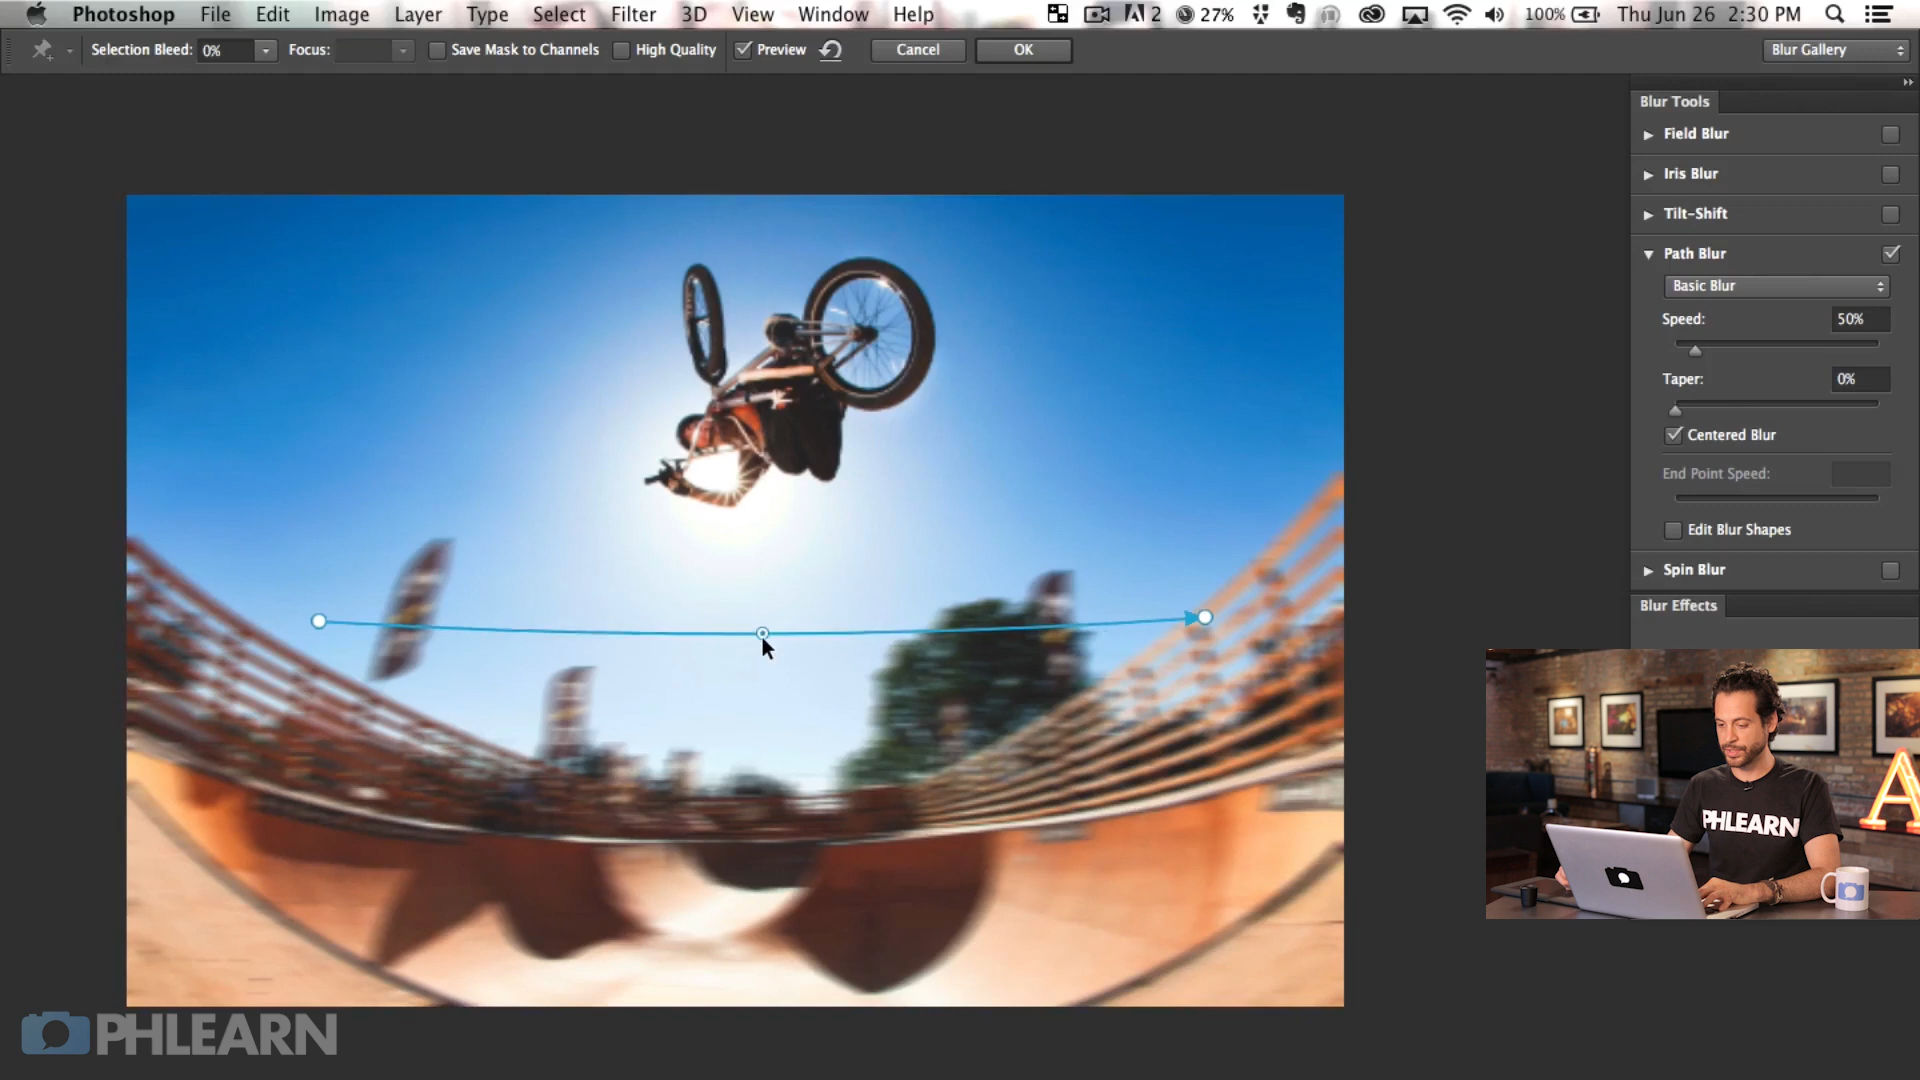 Photoshop File Edit Image Layer Type Select Filter 3D View Window Help 2 27% 100% Thu Jun 26 2:30 PM
Selection Bleed: 0% Focus: Save Mask to Channels High Quality Preview Cancel OK Blur Gallery
Blur Tools
Field Blur
Iris Blur
Tilt-Shift
Path Blur
Basic Blur
Speed: 50%
Taper: 0%
Centered Blur
End Point Speed:
Edit Blur Shapes
Spin Blur
Blur Effects
PHLEARN
A
PHLEARN